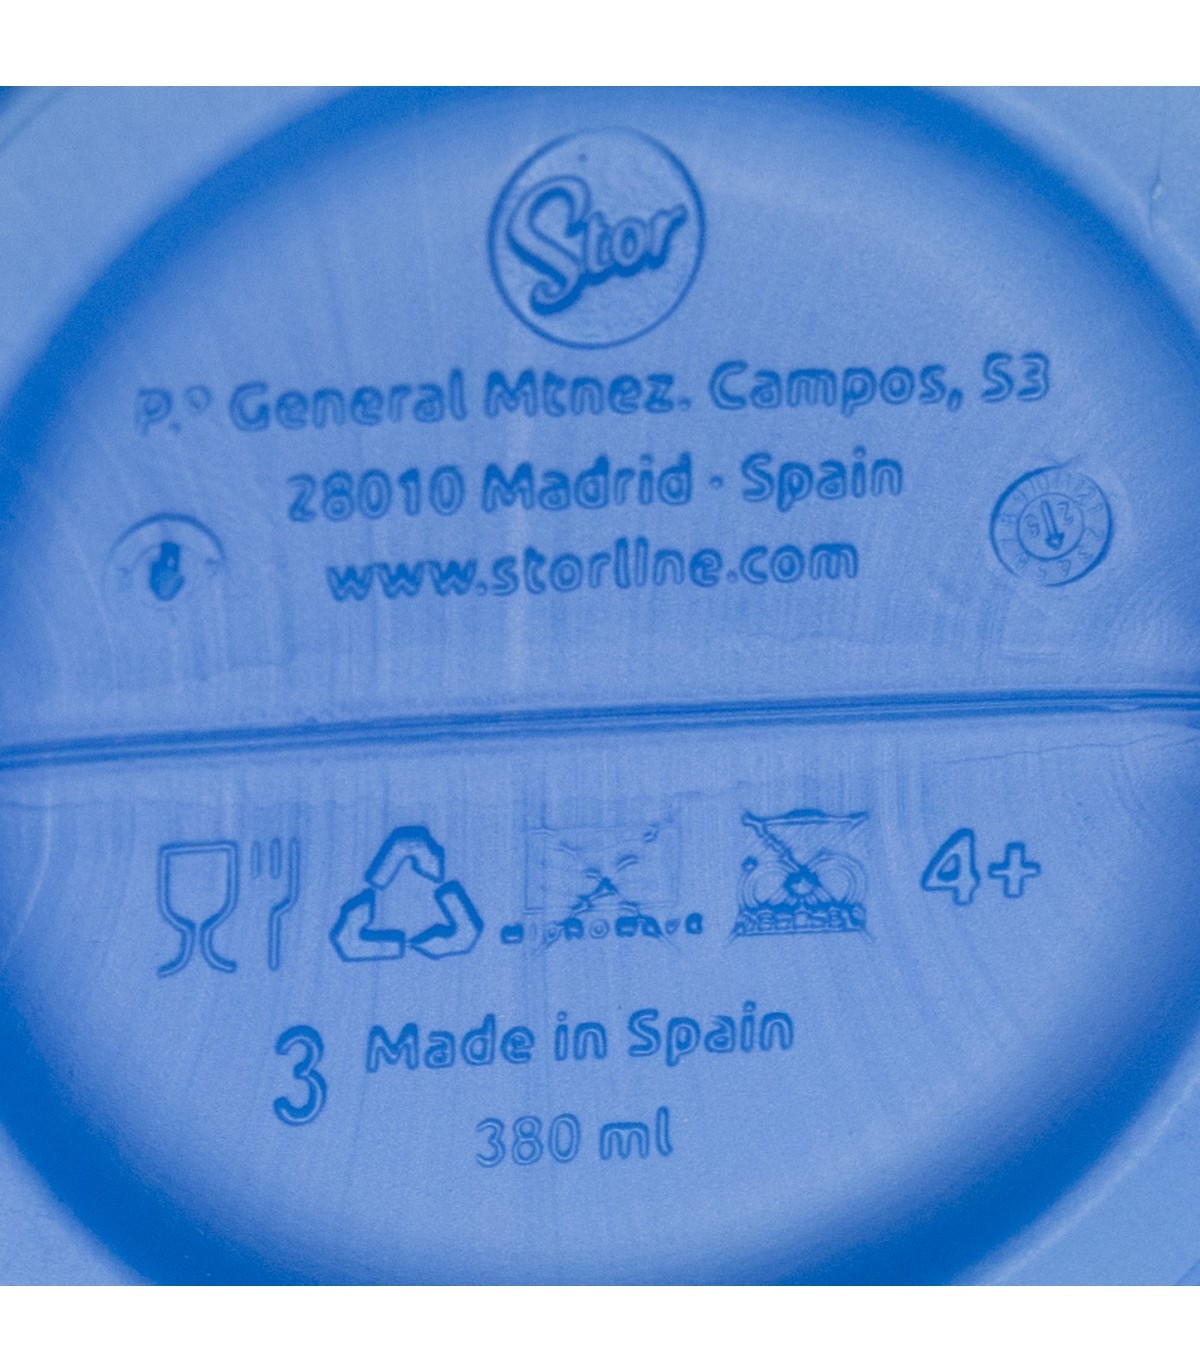 Stor
P.º General Mtnez. Campos, 53
28010 Madrid · Spain
www.storline.com
4+
3
Made in Spain
380 ml